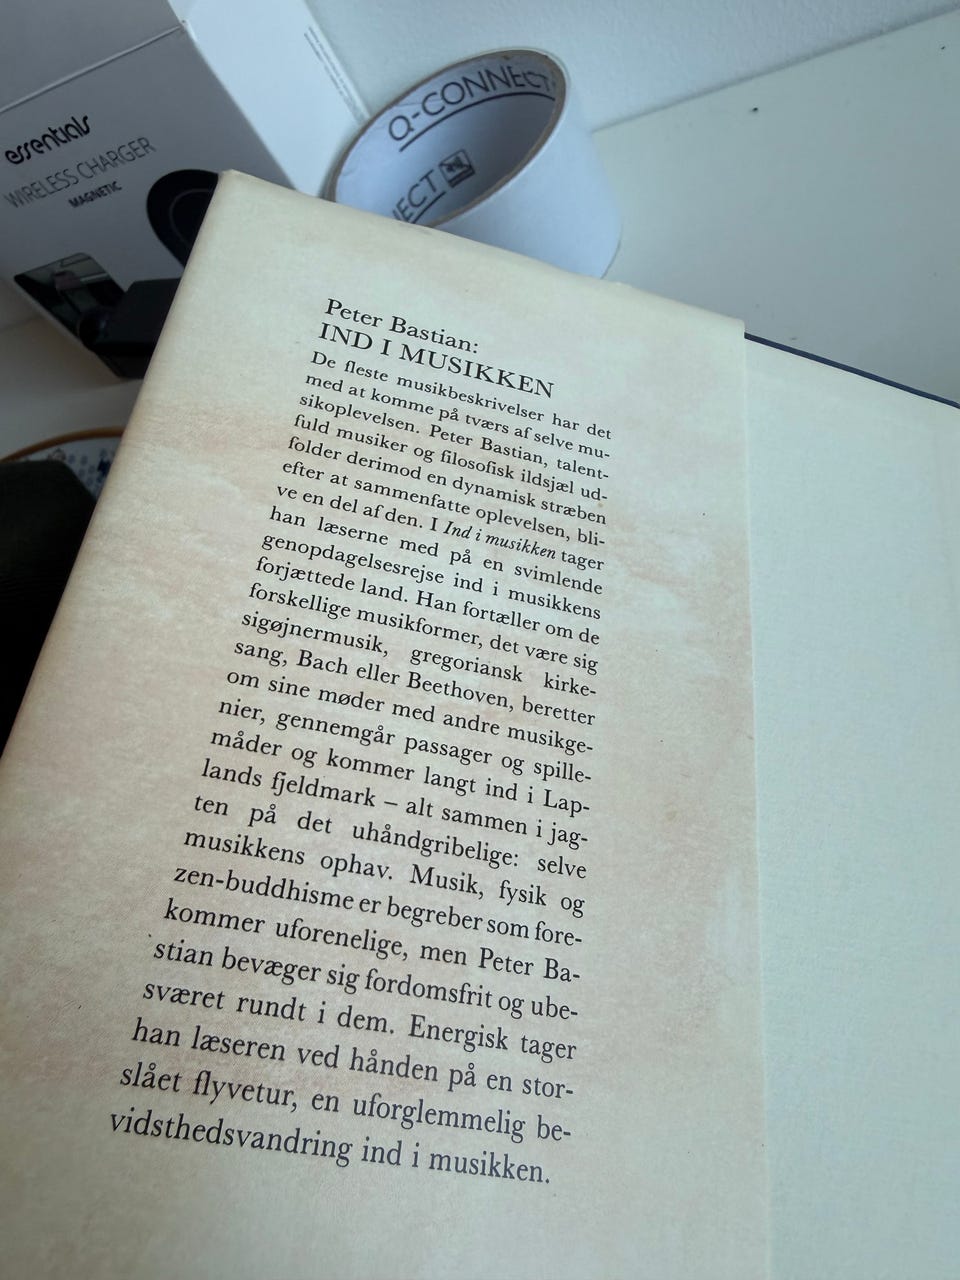 essentials
WIRELESS CHARGER
MAGNETIC
Q-CONNECT
NECT
Peter Bastian:
IND I MUSIKKEN
De fleste musikbeskrivelser har det
med at komme på tværs af selve mu-
sikoplevelsen. Peter Bastian, talent-
fuld musiker og filosofisk ildsjæl ud-
folder derimod en dynamisk stræben
efter at sammenfatte oplevelsen, bli-
ve en del af den. I Ind i musikken tager
han læserne med på en svimlende
genopdagelsesrejse ind i musikkens
forjættede land. Han fortæller om de
forskellige musikformer, det være sig
sigøjnermusik, gregoriansk kirke-
sang, Bach eller Beethoven, beretter
om sine møder med andre musikge-
nier, gennemgår passager og spille-
måder og kommer langt ind i Lap-
lands fjeldmark – alt sammen i jag-
ten på det uhåndgribelige: selve
musikkens ophav. Musik, fysik og
zen-buddhisme er begreber som fore-
kommer uforenelige, men Peter Ba-
stian bevæger sig fordomsfrit og ube-
sværet rundt i dem. Energisk tager
han læseren ved hånden på en stor-
slået flyvetur, en uforglemmelig be-
vidsthedsvandring ind i musikken.